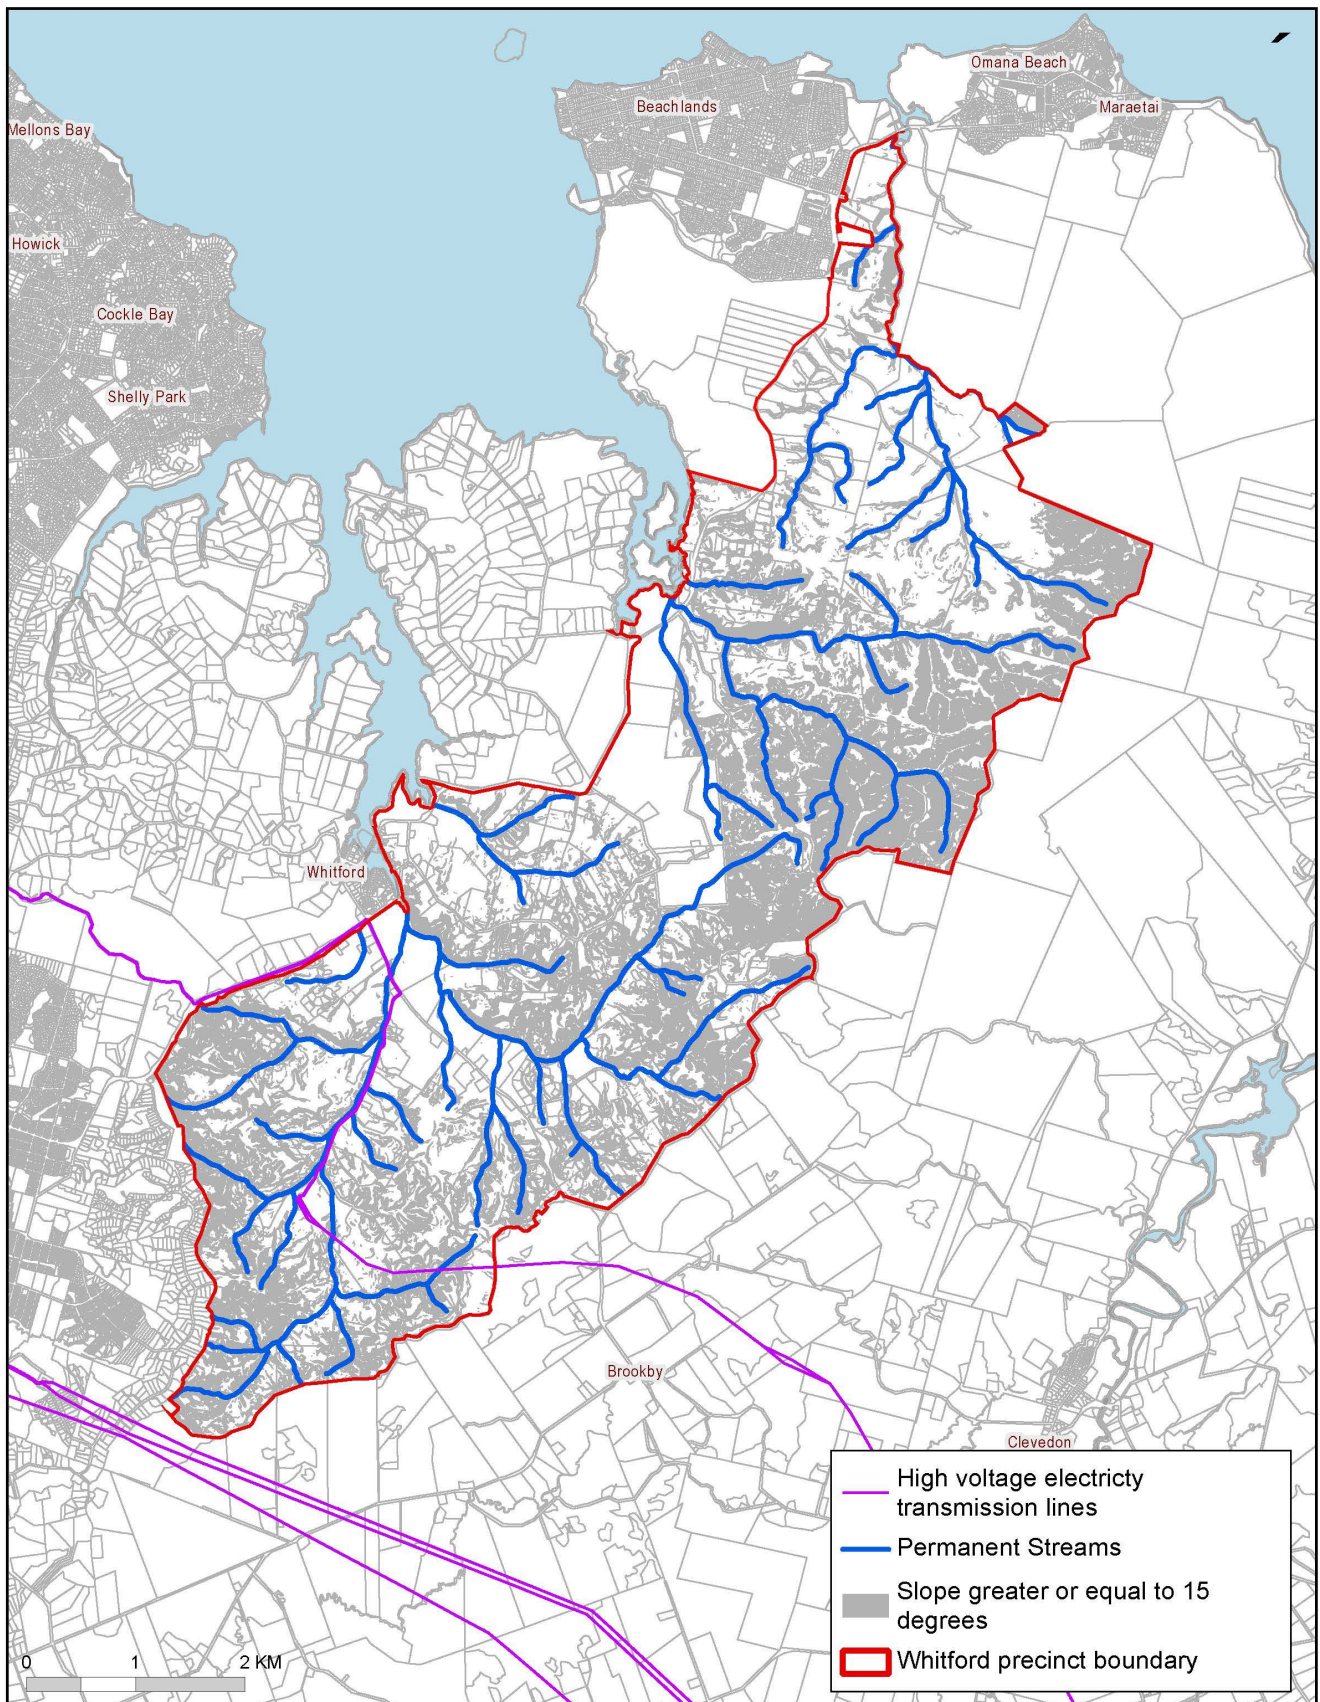 Omana Beach
Beachlands
Maraetai
Mellons Bay
Howick
Cockle Bay
Shelly Park
Whitford
Brookby
Clevedon
High voltage electricty
transmission lines
Permanent Streams
Slope greater or equal to 15
degrees
Whitford precinct boundary
0 1 2 KM